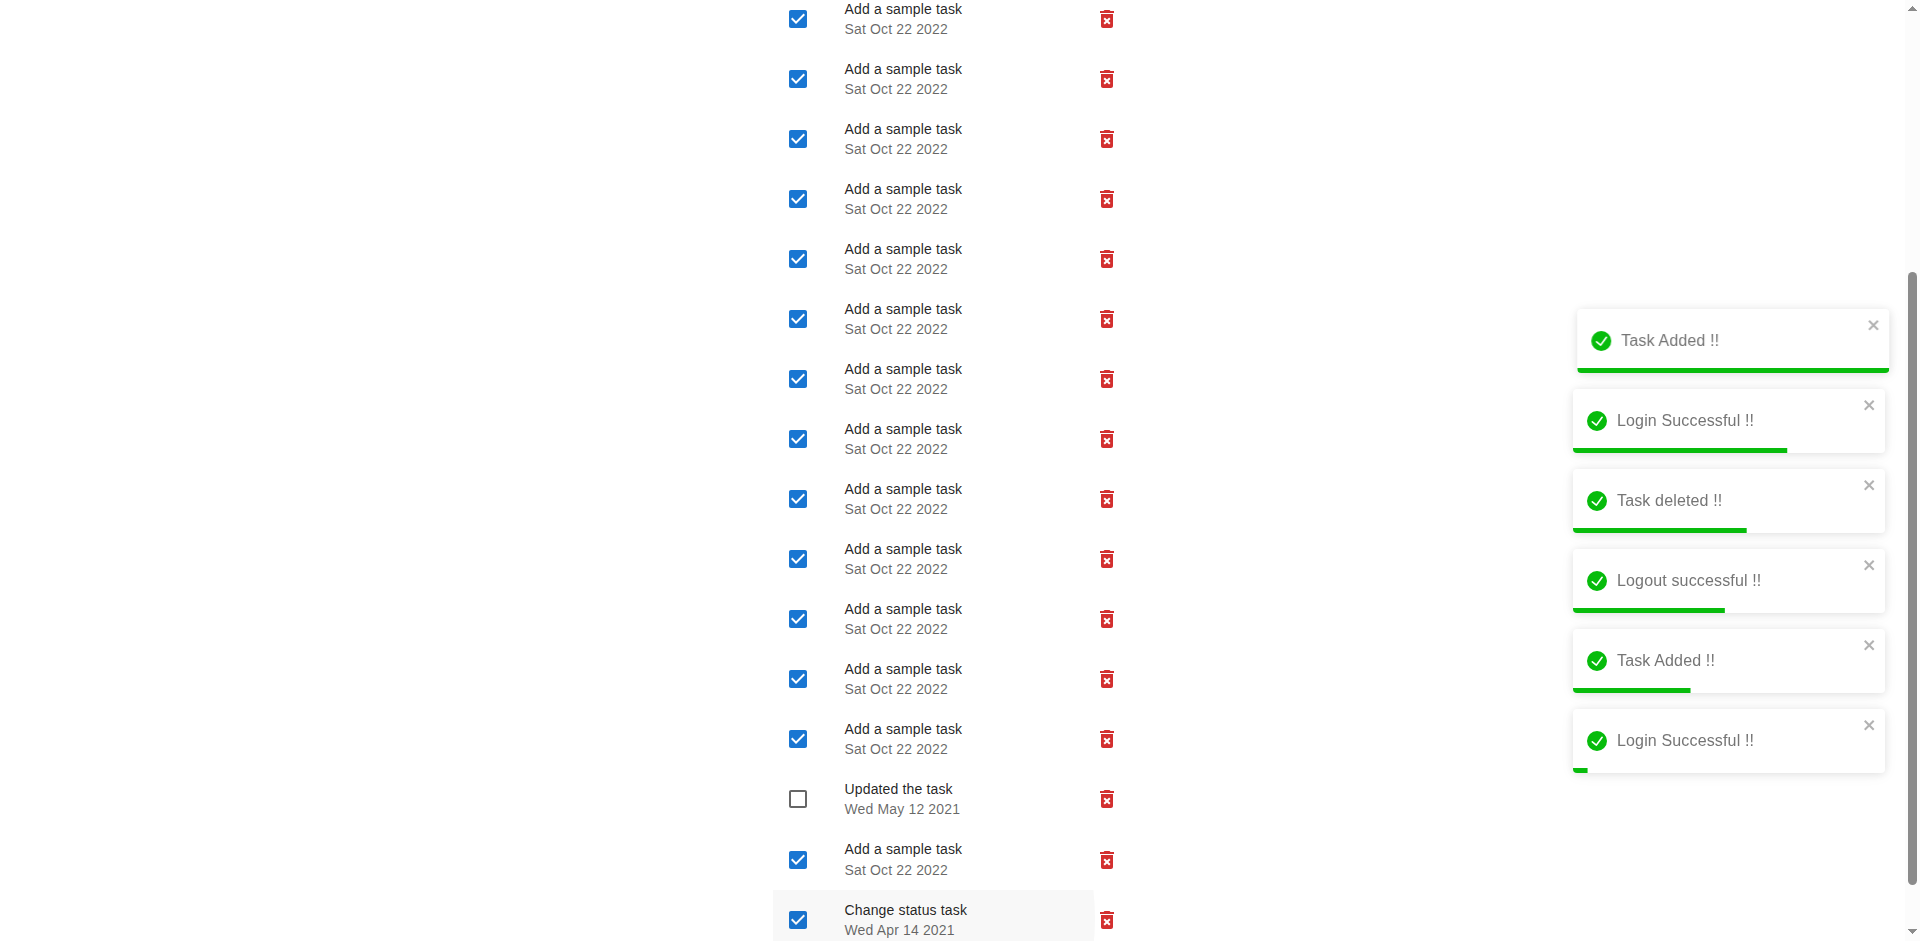 Add a sample task
Sat Oct 22 2022
Add a sample task
Sat Oct 22 2022
Add a sample task
Sat Oct 22 2022
Add a sample task
Sat Oct 22 2022
Add a sample task
Sat Oct 22 2022
Add a sample task
Sat Oct 22 2022
Add a sample task
Sat Oct 22 2022
Add a sample task
Sat Oct 22 2022
Add a sample task
Sat Oct 22 2022
Add a sample task
Sat Oct 22 2022
Add a sample task
Sat Oct 22 2022
Add a sample task
Sat Oct 22 2022
Add a sample task
Sat Oct 22 2022
Updated the task
Wed May 12 2021
Add a sample task
Sat Oct 22 2022
Change status task
Wed Apr 14 2021
Task Added !!
Login Successful !!
Task deleted !!
Logout successful !!
Task Added !!
Login Successful !!